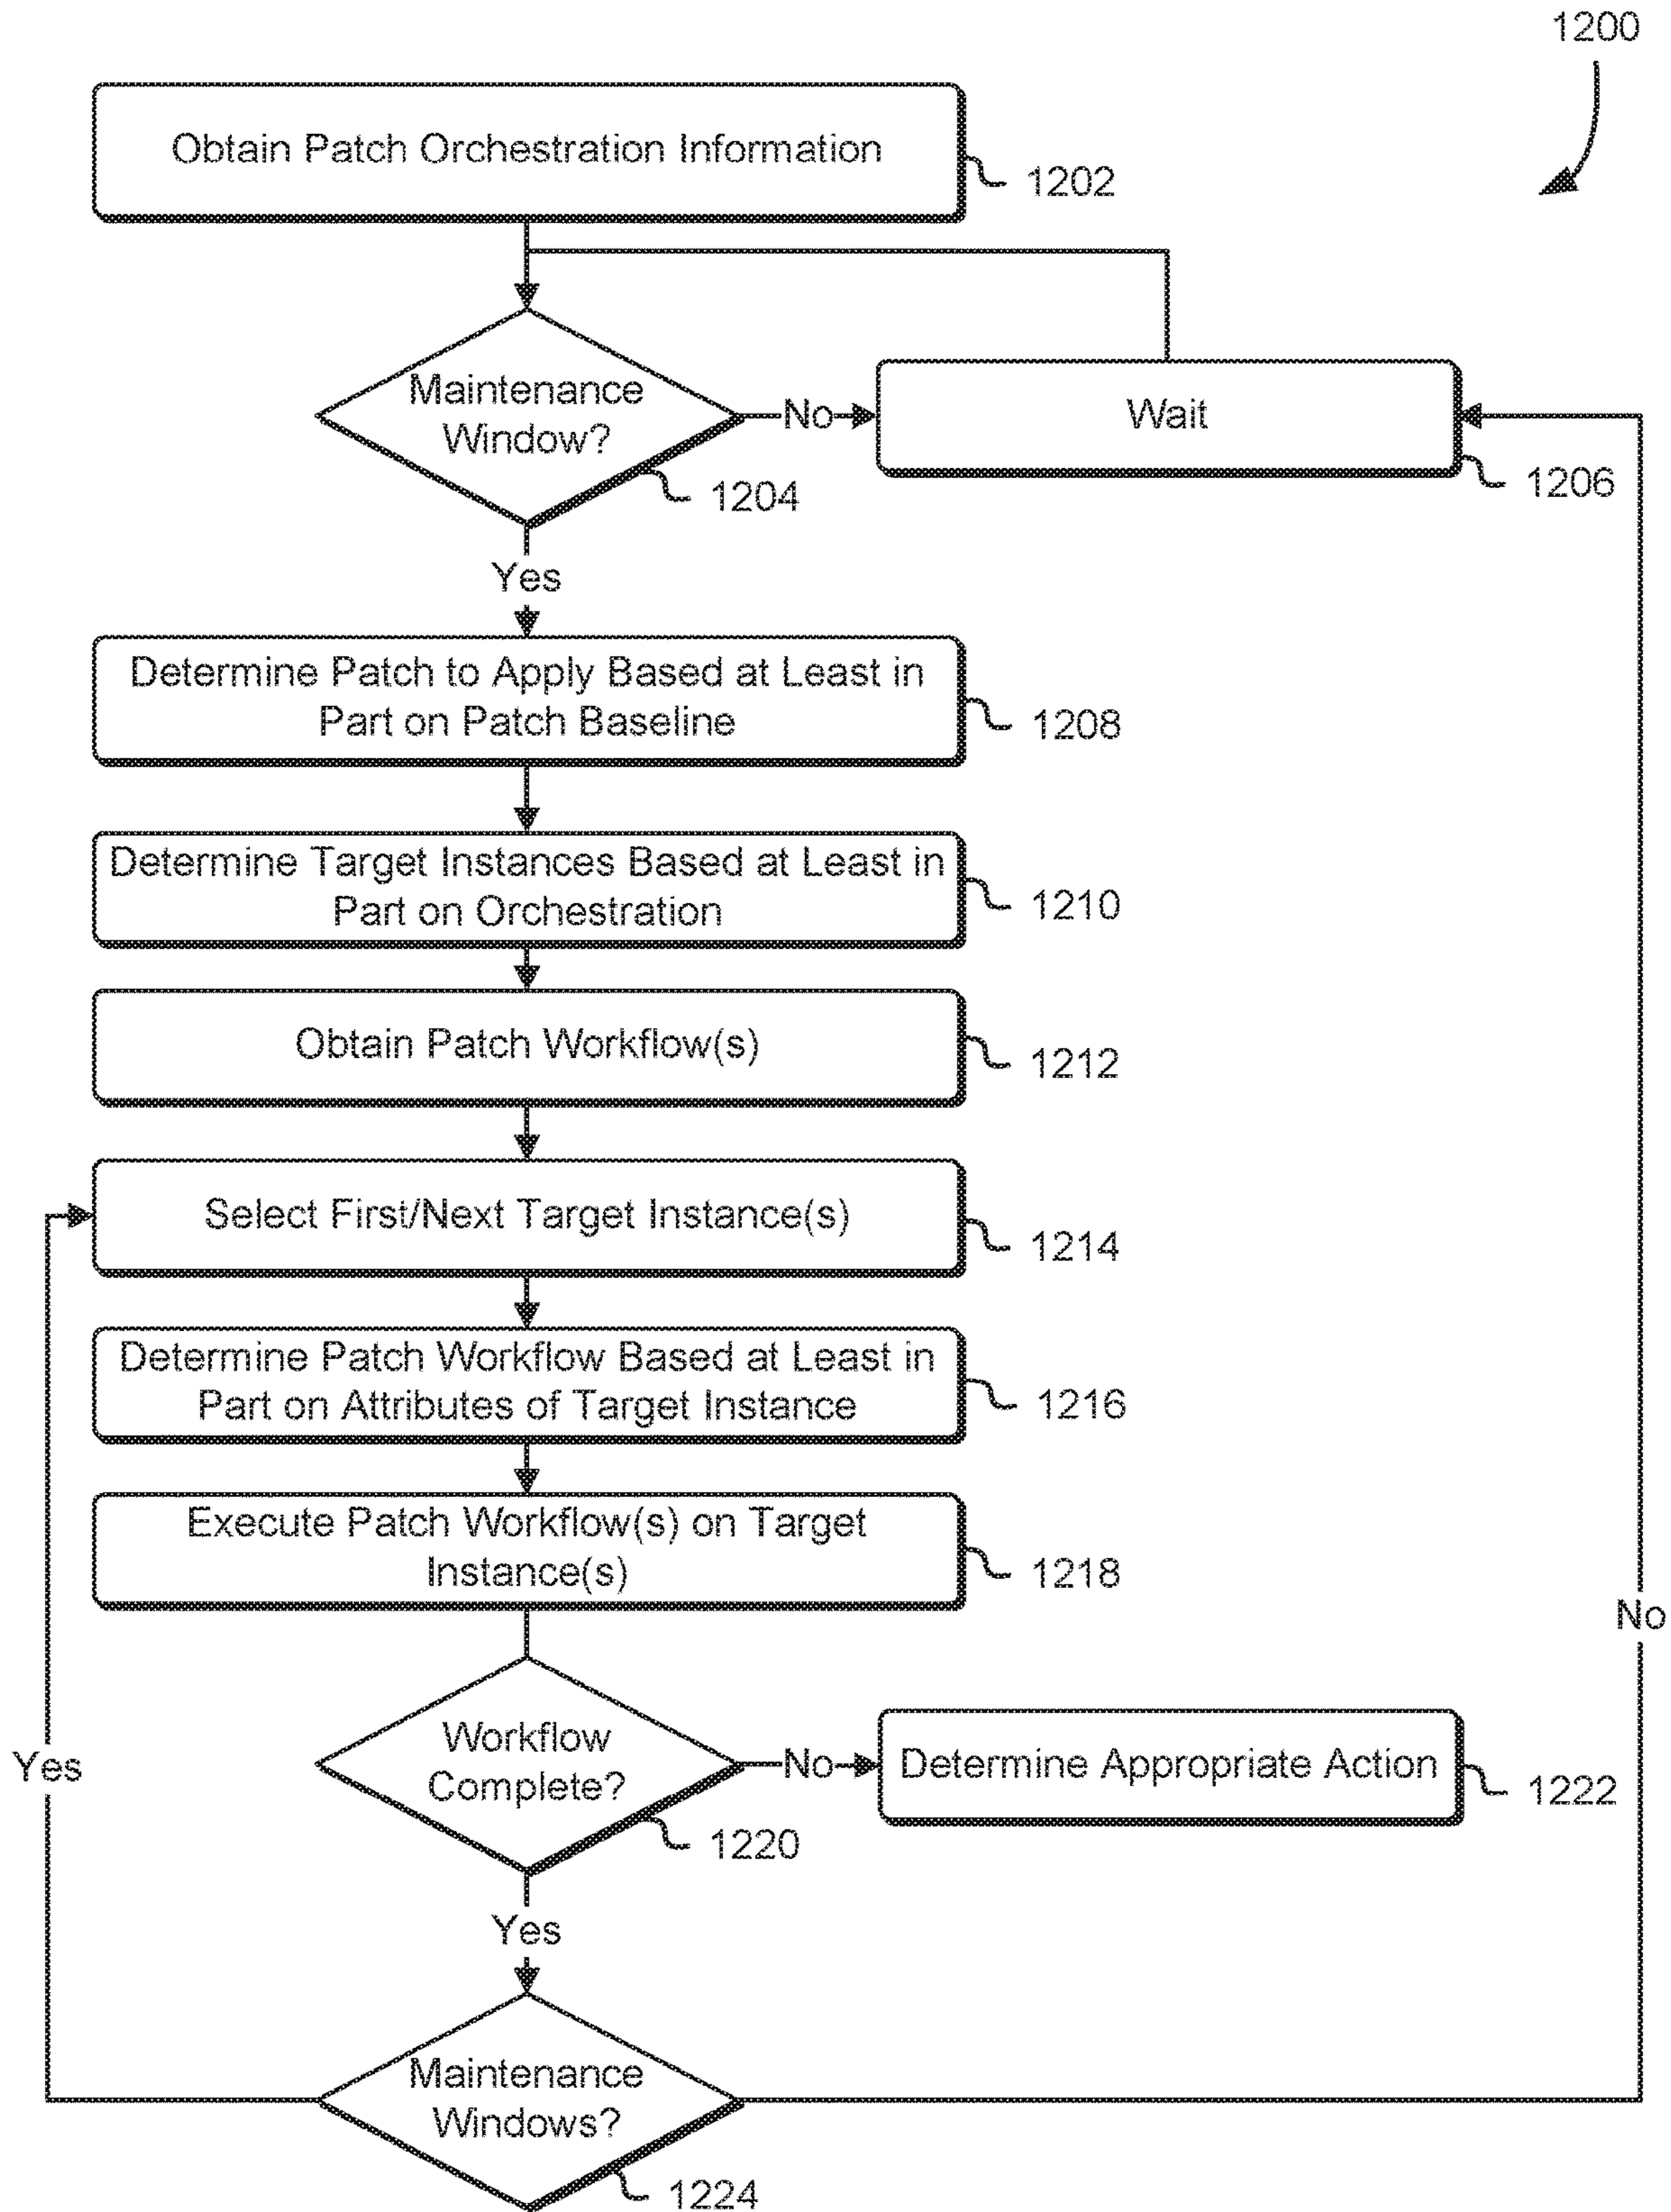 1200
Obtain Patch Orchestration Information
1202
Maintenance
Window?
1204
No
Wait
1206
Yes
Determine Patch to Apply Based at Least in
Part on Patch Baseline
1208
Determine Target Instances Based at Least in
Part on Orchestration
1210
Obtain Patch Workflow(s)
1212
Select First/Next Target Instance(s)
1214
Determine Patch Workflow Based at Least in
Part on Attributes of Target Instance
1216
Execute Patch Workflow(s) on Target
Instance(s)
1218
No
Workflow
Complete?
1220
No
Determine Appropriate Action
1222
Yes
Yes
Maintenance
Windows?
1224